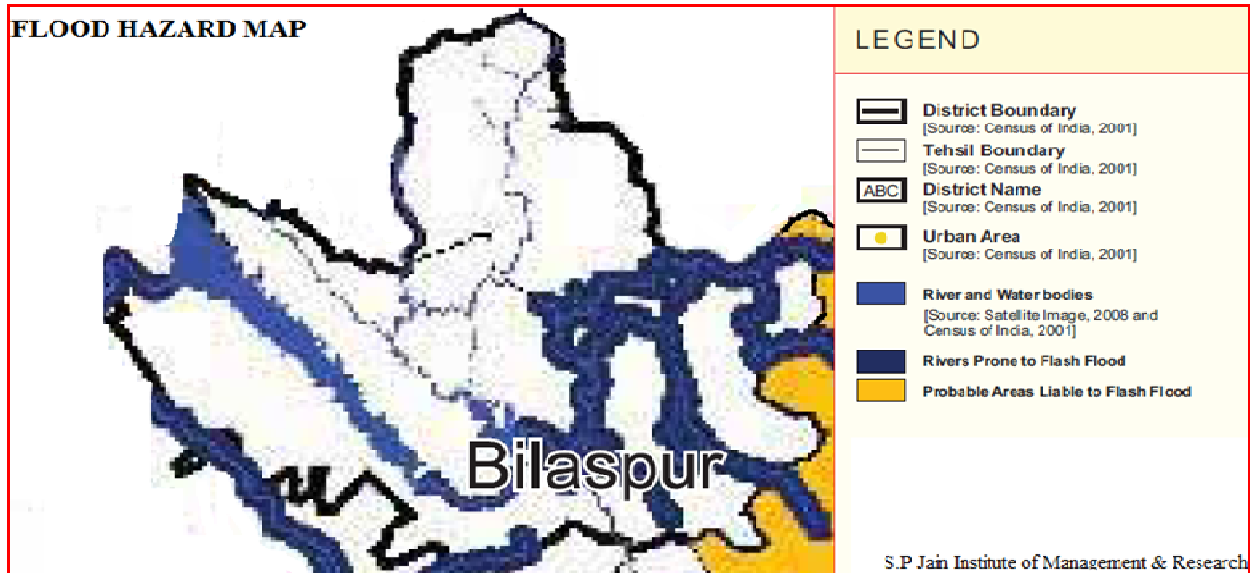 FLOOD HAZARD MAP
Bilaspur
LEGEND
District Boundary
[Source: Census of India, 2001]
Tehsil Boundary
[Source: Census of India, 2001]
ABC
District Name
[Source: Census of India, 2001]
Urban Area
[Source: Census of India, 2001]
River and Water bodies
[Source: Satellite Image, 2008 and
Census of India, 2001]
Rivers Prone to Flash Flood
Probable Areas Liable to Flash Flood
S.P Jain Institute of Management & Research